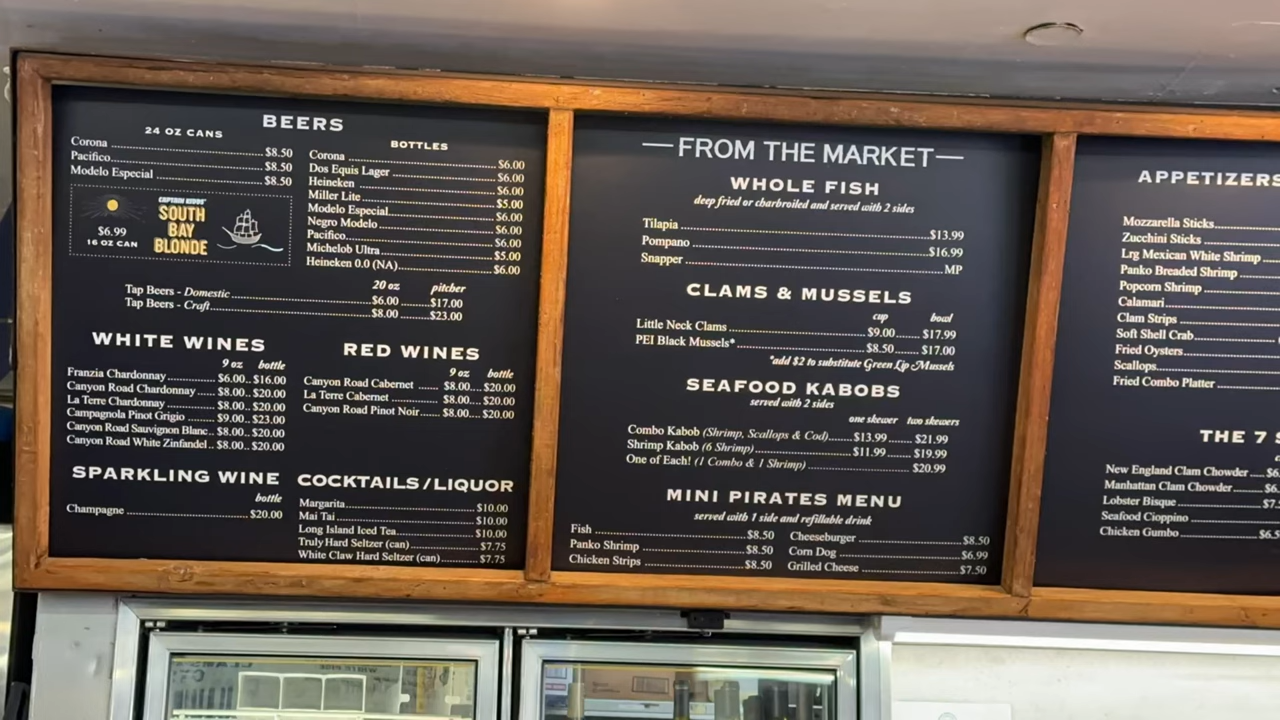 BEERS
24 OZ CANS
Corona $8.50
Pacifico $8.50
Modelo Especial $8.50
CAPTAIN KIDDS'
SOUTH
BAY
BLONDE
$6.99
16 OZ CAN
BOTTLES
Corona $6.00
Dos Equis Lager $6.00
Heineken $6.00
Miller Lite $5.00
Modelo Especial $6.00
Negro Modelo $6.00
Pacifico $6.00
Michelob Ultra $5.00
Heineken 0.0 (NA) $6.00
20 oz pitcher
Tap Beers - Domestic $6.00 $17.00
Tap Beers - Craft $8.00 $23.00
WHITE WINES
9 oz bottle
Franzia Chardonnay $6.00 $16.00
Canyon Road Chardonnay $6.00 $20.00
La Terre Chardonnay $8.00 $20.00
Campagnola Pinot Grigio $9.00 $23.00
Canyon Road Sauvignon Blanc $8.00 $20.00
Canyon Road White Zinfandel $8.00 $20.00
RED WINES
9 oz bottle
Canyon Road Cabernet $8.00 $20.00
La Terre Cabernet $8.00 $20.00
Canyon Road Pinot Noir $8.00 $20.00
SPARKLING WINE
bottle
Champagne $20.00
COCKTAILS/LIQUOR
Margarita $10.00
Mai Tai $10.00
Long Island Iced Tea $10.00
Truly Hard Seltzer (can) $7.75
White Claw Hard Seltzer (can) $7.75
FROM THE MARKET
WHOLE FISH
deep fried or charbroiled and served with 2 sides
Tilapia $13.99
Pompano $16.99
Snapper MP
CLAMS & MUSSELS
cup bowl
Little Neck Clams $9.00 $17.99
PEI Black Mussels* $8.50 $17.00
*add $2 to substitute Green Lip Mussels
SEAFOOD KABOBS
served with 2 sides
one skewer two skewers
Combo Kabob (Shrimp, Scallops & Cod) $13.99 $21.99
Shrimp Kabob (6 Shrimp) $11.99 $19.99
One of Each! (1 Combo & 1 Shrimp) $20.99
MINI PIRATES MENU
served with 1 side and refillable drink
Fish $8.50
Panko Shrimp $8.50
Chicken Strips $8.50
Cheeseburger $8.50
Corn Dog $6.99
Grilled Cheese $7.50
APPETIZERS
Mozzarella Sticks
Zucchini Sticks
Lrg Mexican White Shrimp
Panko Breaded Shrimp
Popcorn Shrimp
Calamari
Clam Strips
Soft Shell Crab
Fried Oysters
Scallops
Fried Combo Platter
THE 7
New England Clam Chowder $6.
Manhattan Clam Chowder $6.
Lobster Bisque $7.
Seafood Cioppino
Chicken Gumbo $6.5